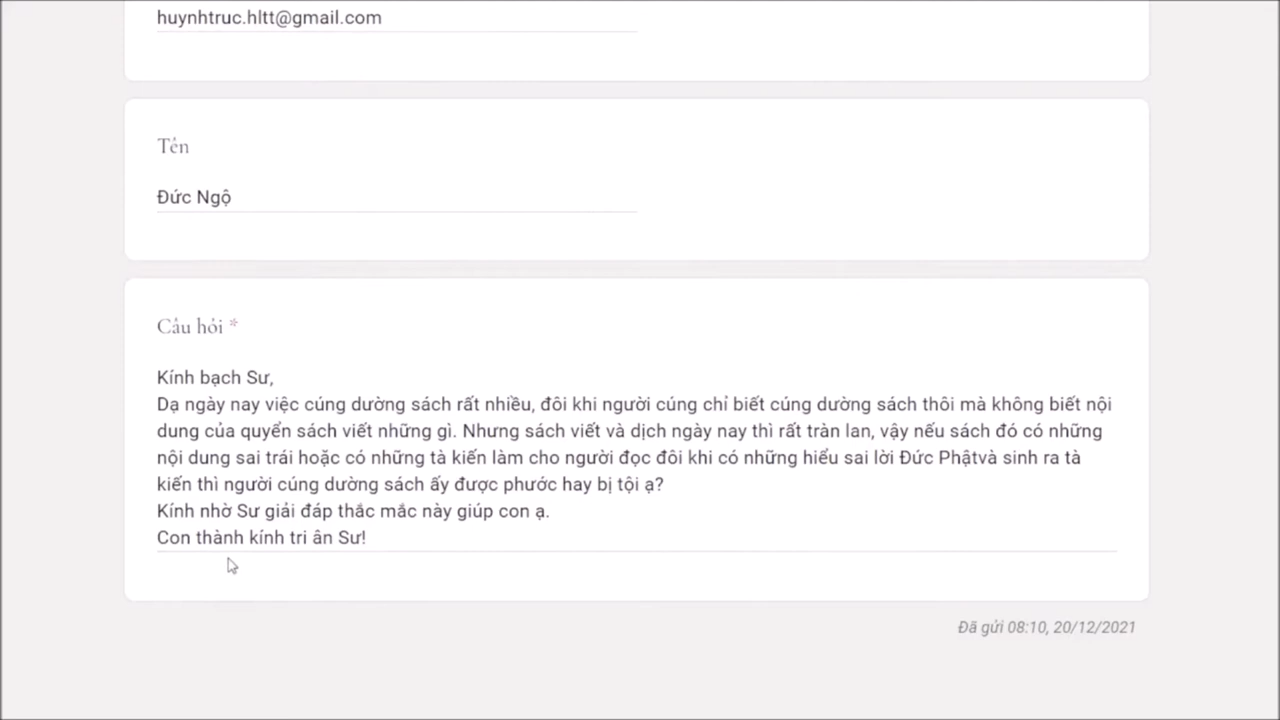 huynhtruc.hltt@gmail.com
Tên
Đức Ngộ
Câu hỏi *
Kính bạch Sư,
Dạ ngày nay việc cúng dường sách rất nhiều, đôi khi người cúng chỉ biết cúng dường sách thôi mà không biết nội
dung của quyển sách viết những gì. Nhưng sách viết và dịch ngày nay thì rất tràn lan, vậy nếu sách đó có những
nội dung sai trái hoặc có những tà kiến làm cho người đọc đôi khi có những hiểu sai lời Đức Phậtvà sinh ra tà
kiến thì người cúng dường sách ấy được phước hay bị tội ạ?
Kính nhờ Sư giải đáp thắc mắc này giúp con ạ.
Con thành kính tri ân Sư!
Đã gửi 08:10, 20/12/2021